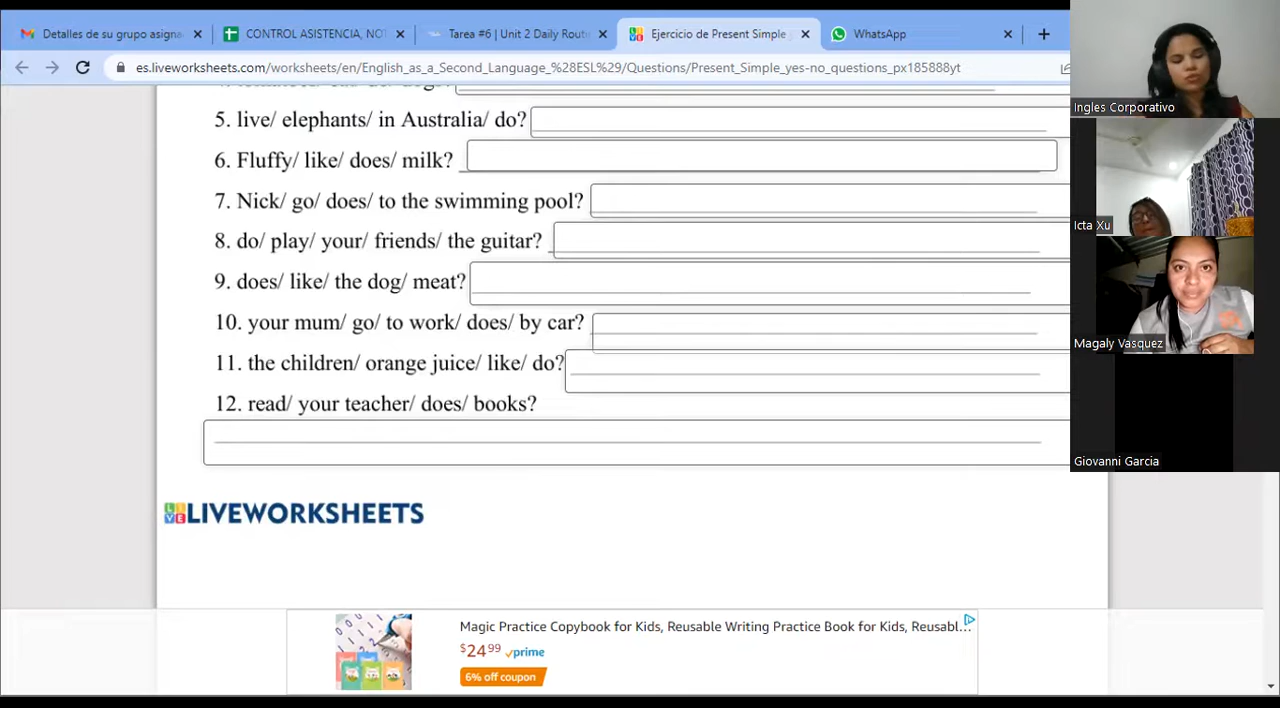 Detalles de su grupo asigna
CONTROL ASISTENCIA, NO
Tarea #6 | Unit 2 Daily Rout
Ejercicio de Present Simple
WhatsApp
es.liveworksheets.com/worksheets/en/English_as_a_Second_Language_%28ESL%29/Questions/Present_Simple_yes-no_questions_px185888yt
5. live/ elephants/ in Australia/ do?
6. Fluffy/ like/ does/ milk?
7. Nick/ go/ does/ to the swimming pool?
8. do/ play/ your/ friends/ the guitar?
9. does/ like/ the dog/ meat?
10. your mum/ go/ to work/ does/ by car?
11. the children/ orange juice/ like/ do?
12. read/ your teacher/ does/ books?
LIVEWORKSHEETS
Magic Practice Copybook for Kids, Reusable Writing Practice Book for Kids, Reusabl...
$24.99 prime
6% off coupon
Ingles Corporativo
Icta Xu
Magaly Vasquez
Giovanni Garcia